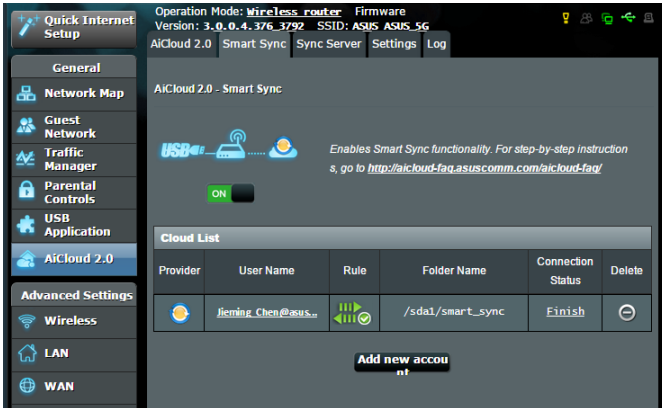 Quick Internet
Setup
Operation Mode: Wireless router Firmware
Version: 3.0.0.4.376_3792 SSID: ASUS ASUS_5G
AiCloud 2.0 Smart Sync Sync Server Settings Log
General
Network Map
Guest
Network
Traffic
Manager
Parental
Controls
USB
Application
AiCloud 2.0
Advanced Settings
Wireless
LAN
WAN
AiCloud 2.0 - Smart Sync
USB
Enables Smart Sync functionality. For step-by-step instruction
s, go to http://aicloud-faq.asuscomm.com/aicloud-faq/
ON
Cloud List
Provider User Name Rule Folder Name Connection
Status Delete
Jieming_Chen@asus... /sda1/smart_sync Finish
Add new accou
nt